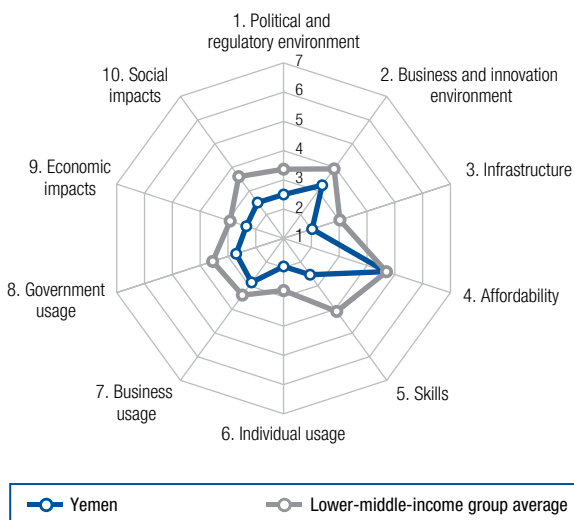 1. Political and
regulatory environment
2. Business and innovation
environment
3. Infrastructure
4. Affordability
5. Skills
6. Individual usage
7. Business
usage
8. Government
usage
9. Economic
impacts
10. Social
impacts
7
6
5
4
3
2
1
Yemen
Lower-middle-income group average